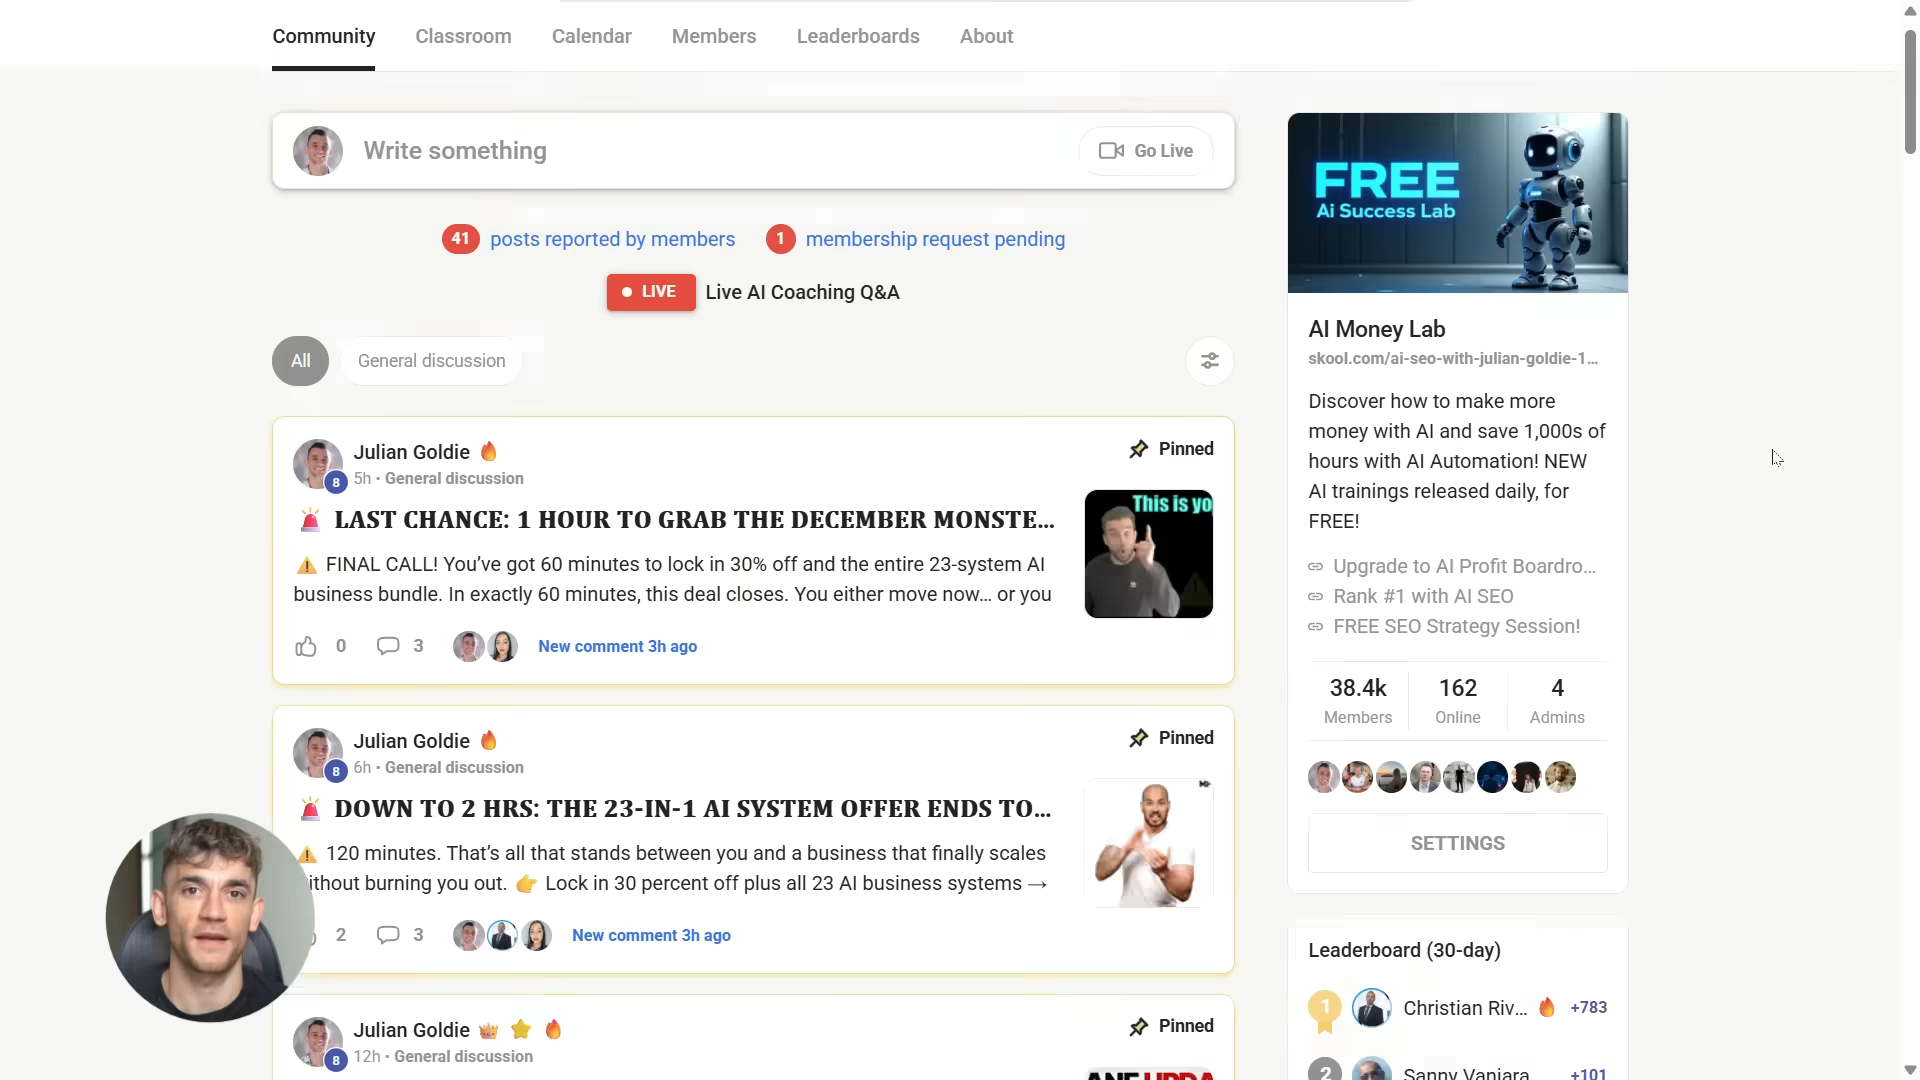 Community Classroom Calendar Members Leaderboards About
Write something
Go Live
41 posts reported by members 1 membership request pending
LIVE Live AI Coaching Q&A
All General discussion
Julian Goldie
Pinned
8
5h • General discussion
🚨 LAST CHANCE: 1 HOUR TO GRAB THE DECEMBER MONSTE...
⚠️ FINAL CALL! You’ve got 60 minutes to lock in 30% off and the entire 23-system AI
business bundle. In exactly 60 minutes, this deal closes. You either move now… or you
This is yo
0 3 New comment 3h ago
Julian Goldie
Pinned
8
6h • General discussion
🚨 DOWN TO 2 HRS: THE 23-IN-1 AI SYSTEM OFFER ENDS TO...
⚠️ 120 minutes. That’s all that stands between you and a business that finally scales
ithout burning you out. 👉 Lock in 30 percent off plus all 23 AI business systems →
2 3 New comment 3h ago
Julian Goldie
Pinned
8
12h • General discussion
FREE
Ai Success Lab
AI Money Lab
skool.com/ai-seo-with-julian-goldie-1...
Discover how to make more
money with AI and save 1,000s of
hours with AI Automation! NEW
AI trainings released daily, for
FREE!
Upgrade to AI Profit Boardro...
Rank #1 with AI SEO
FREE SEO Strategy Session!
38.4k 162 4
Members Online Admins
SETTINGS
Leaderboard (30-day)
1 Christian Riv... +783
2 Sanny Vaniara +101